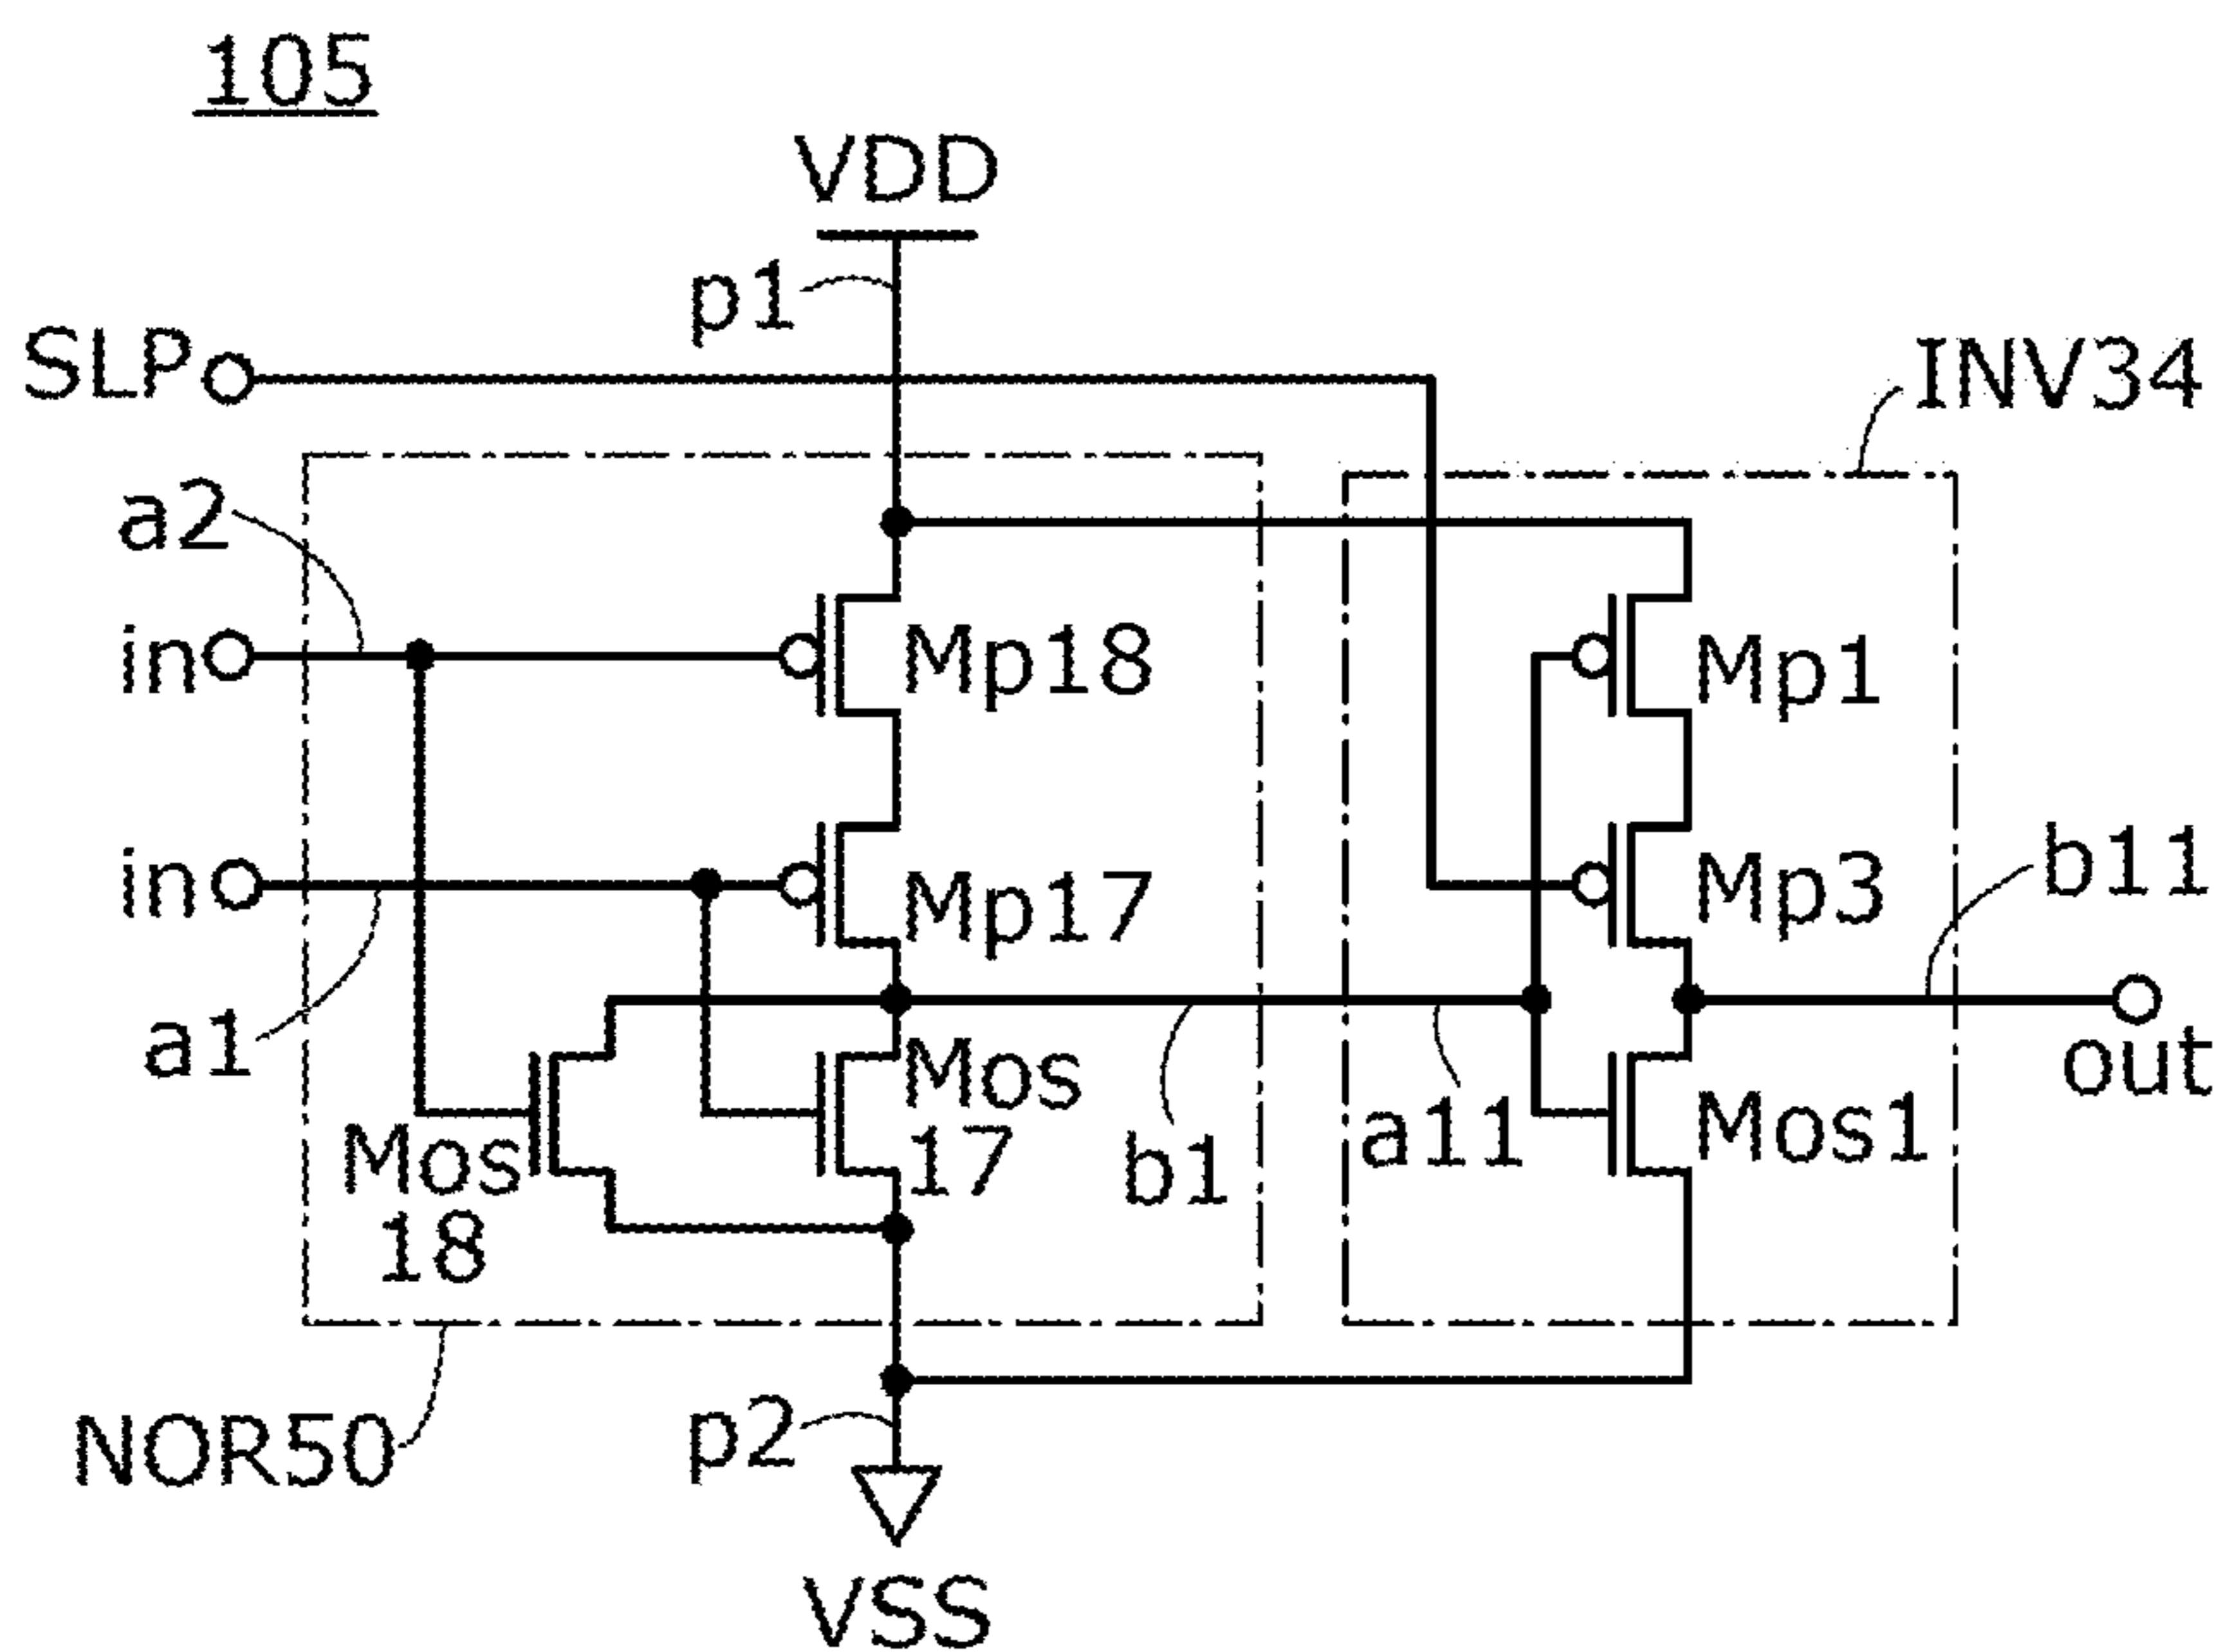 105
VDD
p1
SLP
INV34
a2
in
Mp18
Mp1
in
Mp17
Mp3
b11
a1
Mos
17
Mos
18
b1
a11
Mos1
out
NOR50
p2
VSS